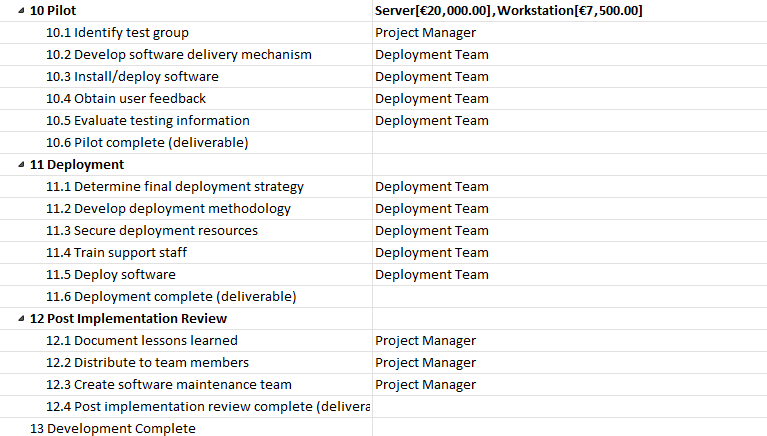 10 Pilot Server[€20,000.00],Workstation[€7,500.00]
10.1 Identify test group Project Manager
10.2 Develop software delivery mechanism Deployment Team
10.3 Install/deploy software Deployment Team
10.4 Obtain user feedback Deployment Team
10.5 Evaluate testing information Deployment Team
10.6 Pilot complete (deliverable)
11 Deployment
11.1 Determine final deployment strategy Deployment Team
11.2 Develop deployment methodology Deployment Team
11.3 Secure deployment resources Deployment Team
11.4 Train support staff Deployment Team
11.5 Deploy software Deployment Team
11.6 Deployment complete (deliverable)
12 Post Implementation Review
12.1 Document lessons learned Project Manager
12.2 Distribute to team members Project Manager
12.3 Create software maintenance team Project Manager
12.4 Post implementation review complete (delivera
13 Development Complete